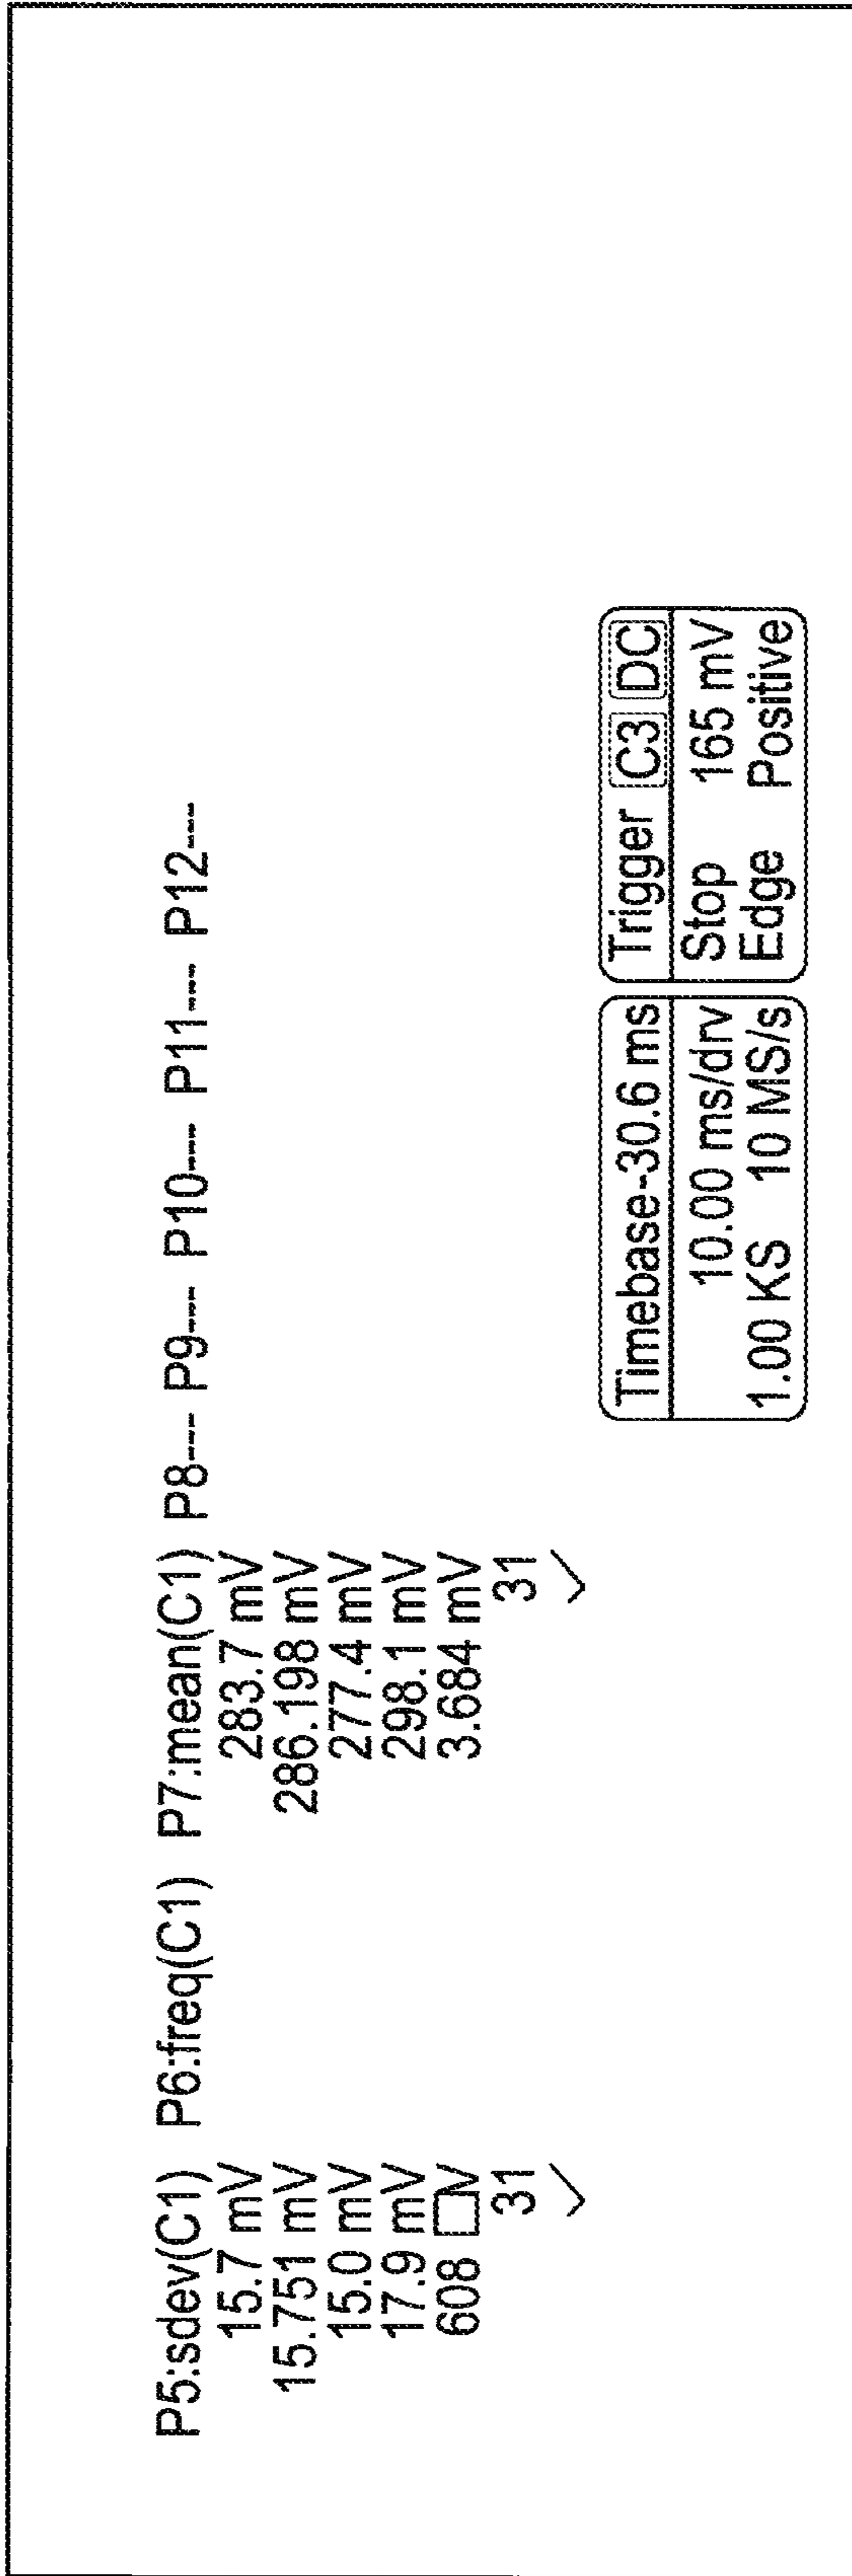 P5:sdev(C1) P6:freq(C1) P7:mean(C1) P8--- P9--- P10--- P11--- P12---
15.7 mV 283.7 mV
15.751 mV 286.198 mV
15.0 mV 277.4 mV
17.9 mV 298.1 mV
608 □V 3.684 mV
31 31
Timebase-30.6 ms
10.00 ms/drv
1.00 KS 10 MS/s
Trigger C3 DC
Stop 165 mV
Edge Positive